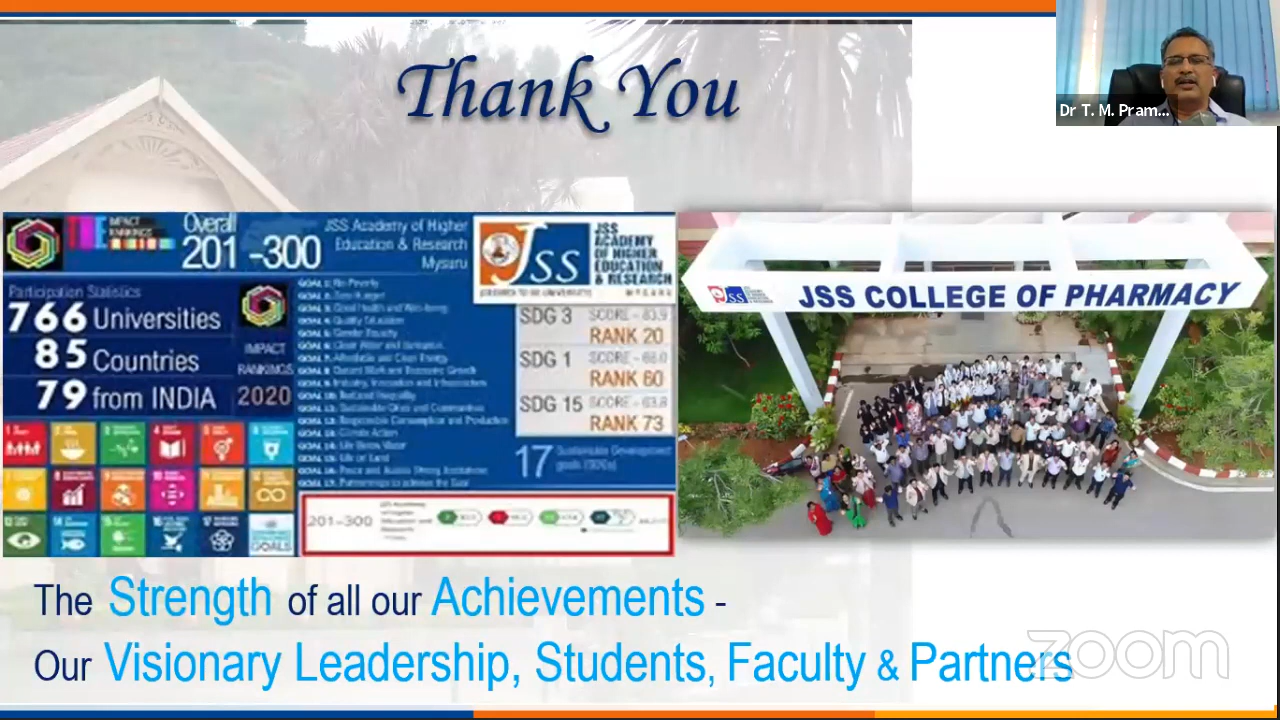 Thank You
Dr T. M. Pram...
IMPACT
RANKINGS
Overall
201 -300
JSS Academy of Higher
Education & Research
Mysuru
JSS
JSS
ACADEMY
OF HIGHER
EDUCATION
& RESEARCH
Participation Statistics
766 Universities
85 Countries
79 from INDIA
IMPACT
RANKINGS
2020
GOAL 1: No Poverty
GOAL 2: Zero Hunger
GOAL 3: Good Health and Well-being
GOAL 4: Quality Education
GOAL 5: Gender Equality
GOAL 6: Clean Water and Sanitation
GOAL 7: Affordable and Clean Energy
GOAL 8: Decent Work and Economic Growth
GOAL 9: Industry, Innovation and Infrastructure
GOAL 10: Reduced Inequality
GOAL 11: Sustainable Cities and Communities
GOAL 12: Responsible Consumption and Production
GOAL 13: Climate Action
GOAL 14: Life Below Water
GOAL 15: Life on Land
GOAL 16: Peace and Justice Strong Institutions
GOAL 17: Partnerships to achieve the Goal
SDG 3 SCORE - 83.9
RANK 20
SDG 1
RANK 60
SDG 15
RANK 73
17 Sustainable Development
goals (SDGs)
201–300
JSS COLLEGE OF PHARMACY
The Strength of all our Achievements -
Our Visionary Leadership, Students, Faculty & Partners
zoom